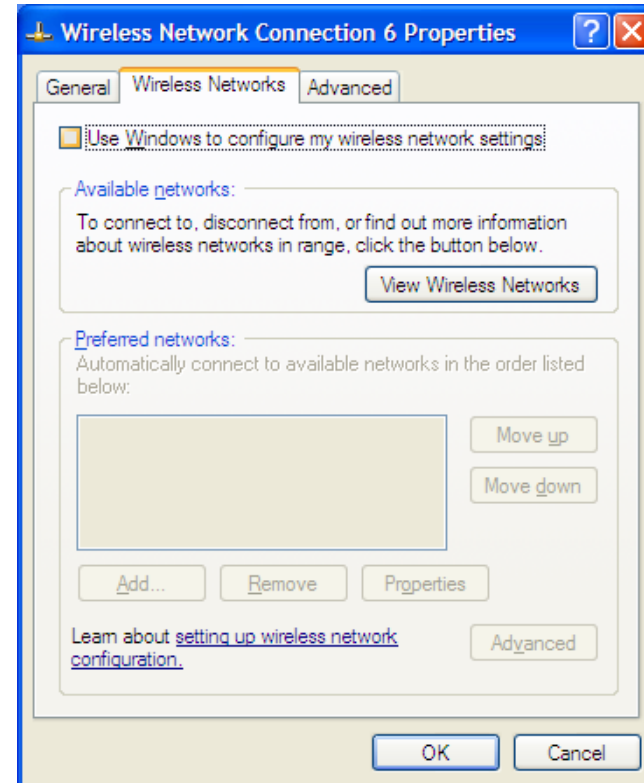 Wireless Network Connection 6 Properties
General Wireless Networks Advanced
Use Windows to configure my wireless network settings
Available networks:
To connect to, disconnect from, or find out more information
about wireless networks in range, click the button below.
View Wireless Networks
Preferred networks:
Automatically connect to available networks in the order listed
below:
Move up
Move down
Add... Remove Properties
Learn about setting up wireless network
configuration.
Advanced
OK Cancel